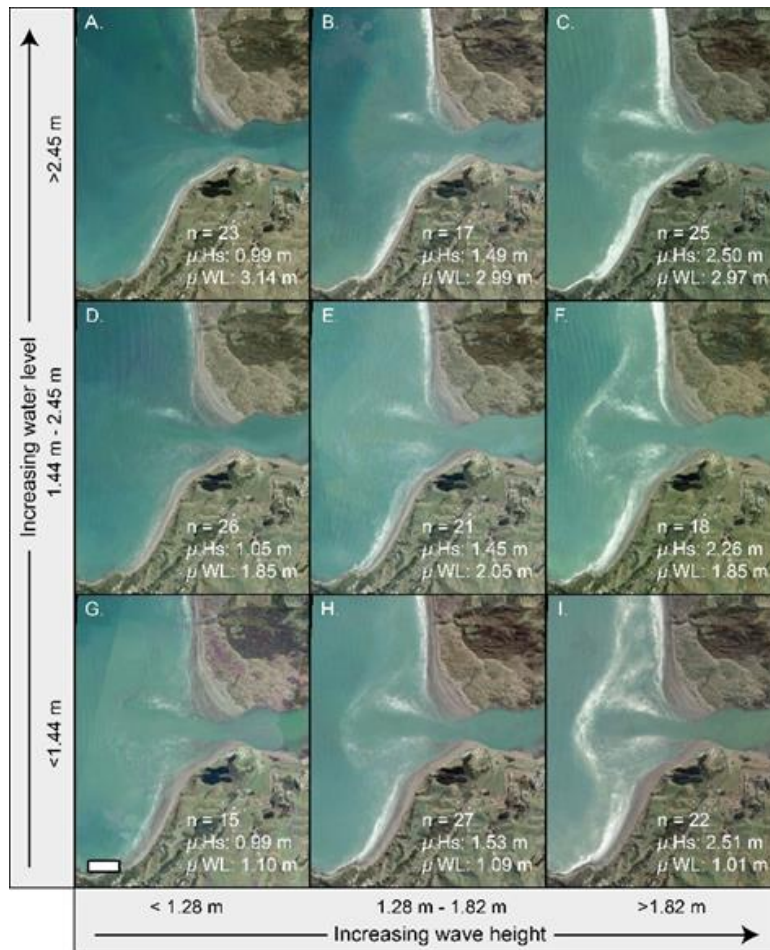 A.
B.
C.
>2.45 m
n = 23
μ Hs: 0.99 m
μ WL: 3.14 m
n = 17
μ Hs: 1.49 m
μ WL: 2.99 m
n = 25
μ Hs: 2.50 m
μ WL: 2.97 m
Increasing water level
D.
E.
F.
1.44 m - 2.45 m
n = 26
μ Hs: 1.05 m
μ WL: 1.85 m
n = 21
μ Hs: 1.45 m
μ WL: 2.05 m
n = 18
μ Hs: 2.26 m
μ WL: 1.85 m
G.
H.
I.
<1.44 m
n = 15
μ Hs: 0.99 m
μ WL: 1.10 m
n = 27
μ Hs: 1.53 m
μ WL: 1.09 m
n = 22
μ Hs: 2.51 m
μ WL: 1.01 m
< 1.28 m
1.28 m - 1.82 m
>1.82 m
Increasing wave height